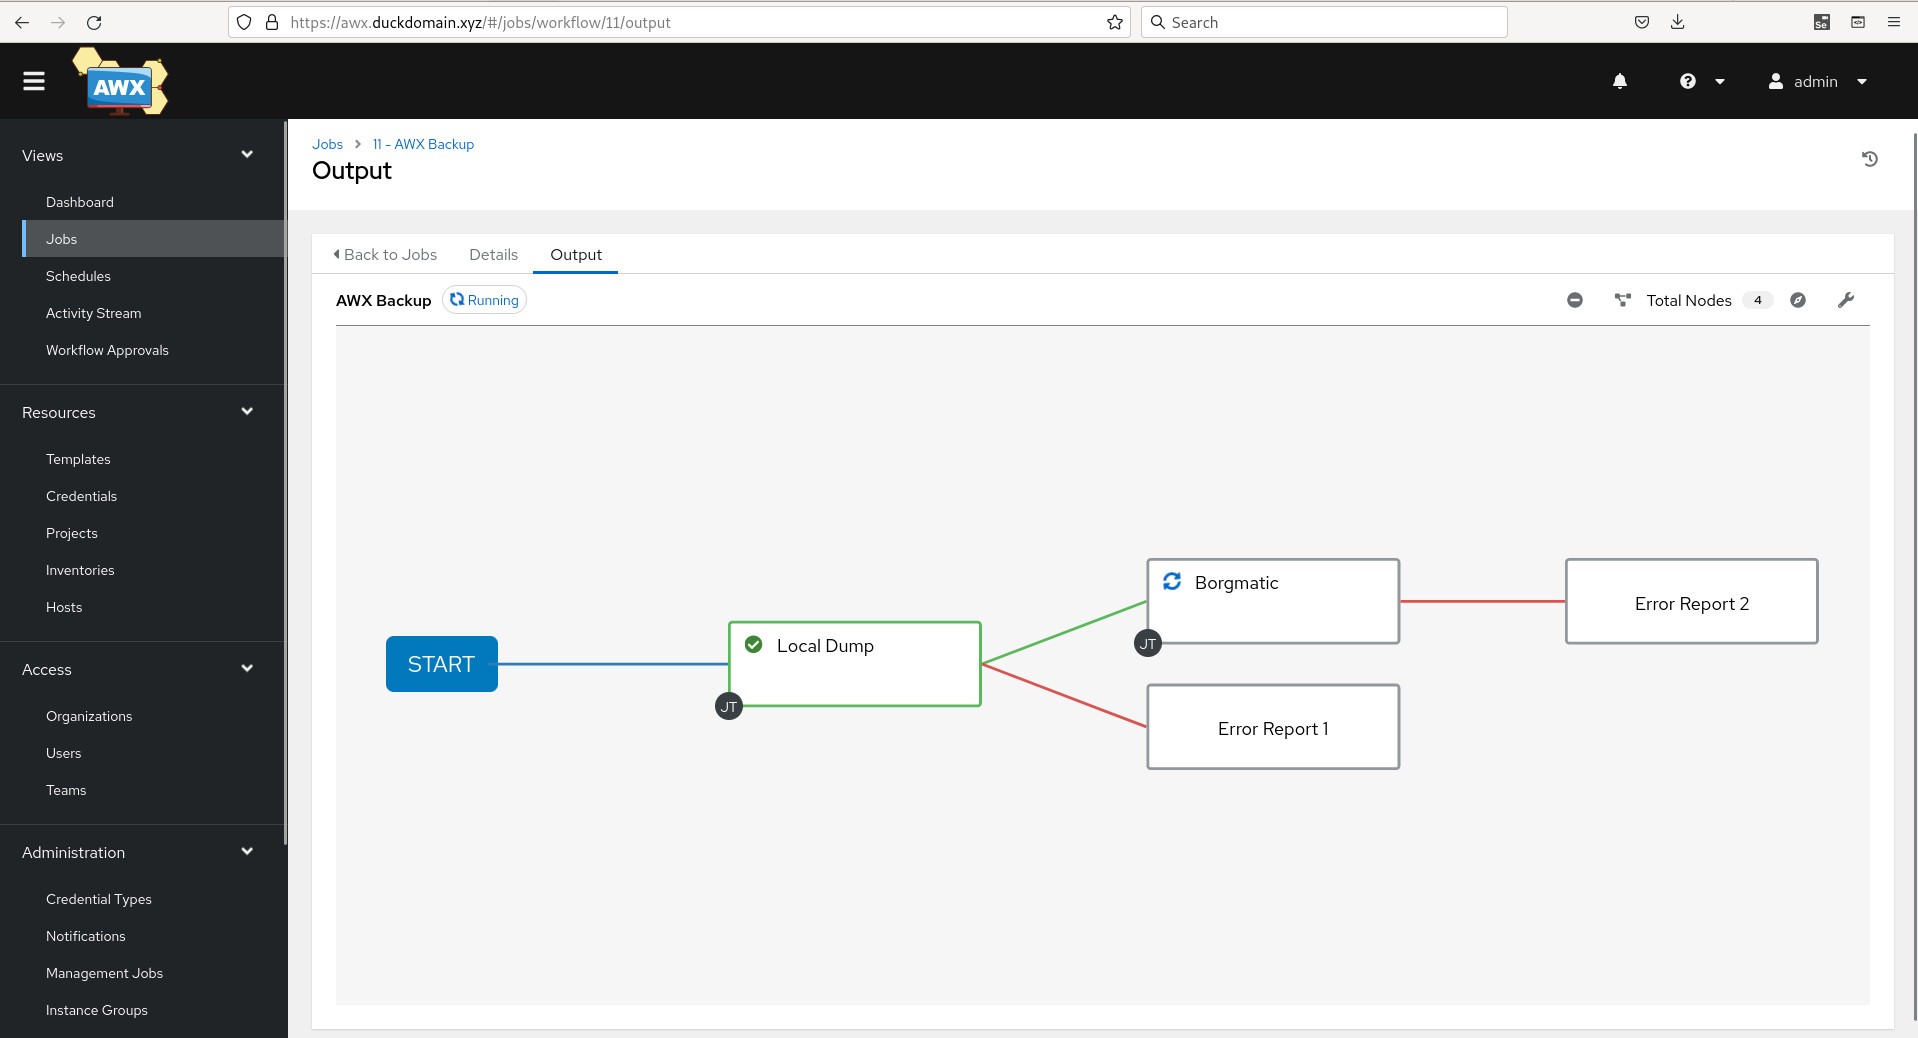 https://awx.duckdomain.xyz/#/jobs/workflow/11/output
Search
Se
AWX
admin
Views
Dashboard
Jobs
Schedules
Activity Stream
Workflow Approvals
Resources
Templates
Credentials
Projects
Inventories
Hosts
Access
Organizations
Users
Teams
Administration
Credential Types
Notifications
Management Jobs
Instance Groups
Jobs > 11 - AWX Backup
Output
Back to Jobs Details Output
AWX Backup Running Total Nodes 4
START
Local Dump
JT
Borgmatic
JT
Error Report 2
Error Report 1